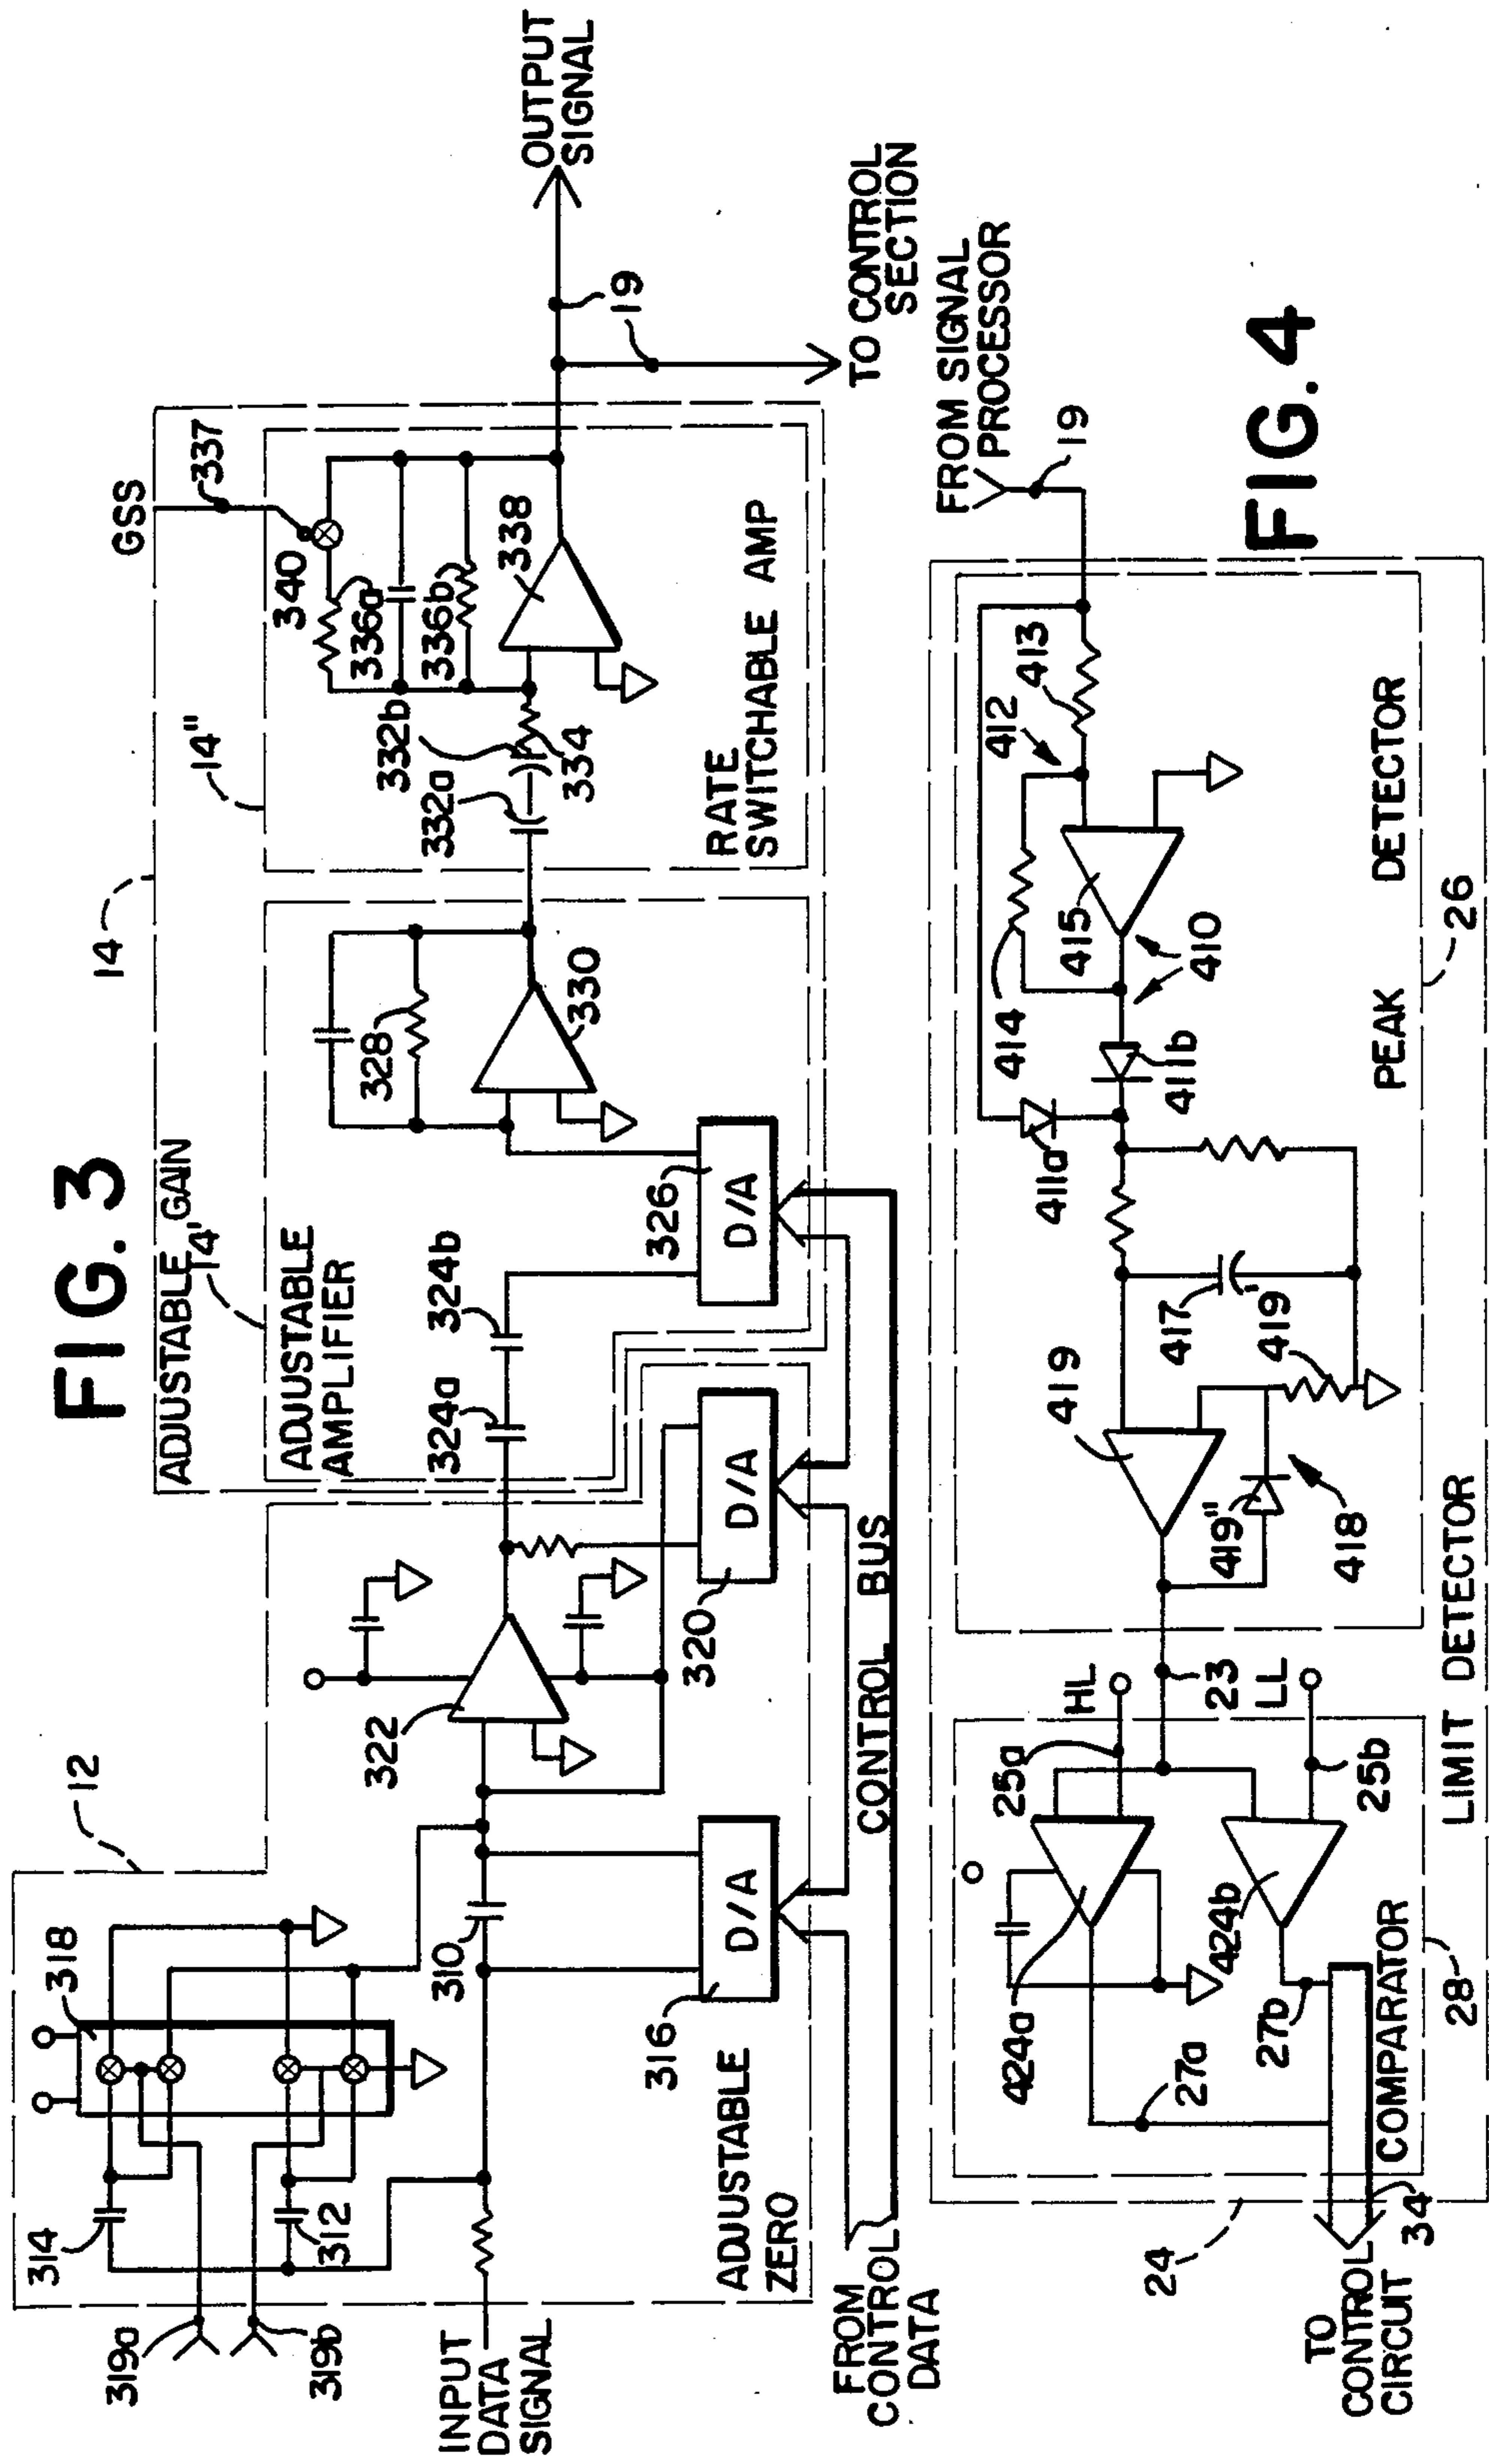 FIG. 3
ADJUSTABLE GAIN
14
14'
14"
ADJUSTABLE
AMPLIFIER
GSS
337
340
336a
336b
338
332b
332a
334
RATE
SWITCHABLE AMP
OUTPUT
SIGNAL
19
TO CONTROL
SECTION
328
330
326
D/A
324b
324a
320
D/A
322
12
318
314
312
310
316
D/A
319a
319b
INPUT
DATA
SIGNAL
ADJUSTABLE
ZERO
CONTROL BUS
FROM
CONTROL
DATA
FIG. 4
FROM SIGNAL
PROCESSOR
19
413
412
414
415
410
411b
411a
417
419'
419
419"
418
PEAK DETECTOR
26
23
HL
LL
25a
25b
424a
424b
27a
27b
COMPARATOR
28
LIMIT DETECTOR
24
34
TO
CONTROL
CIRCUIT